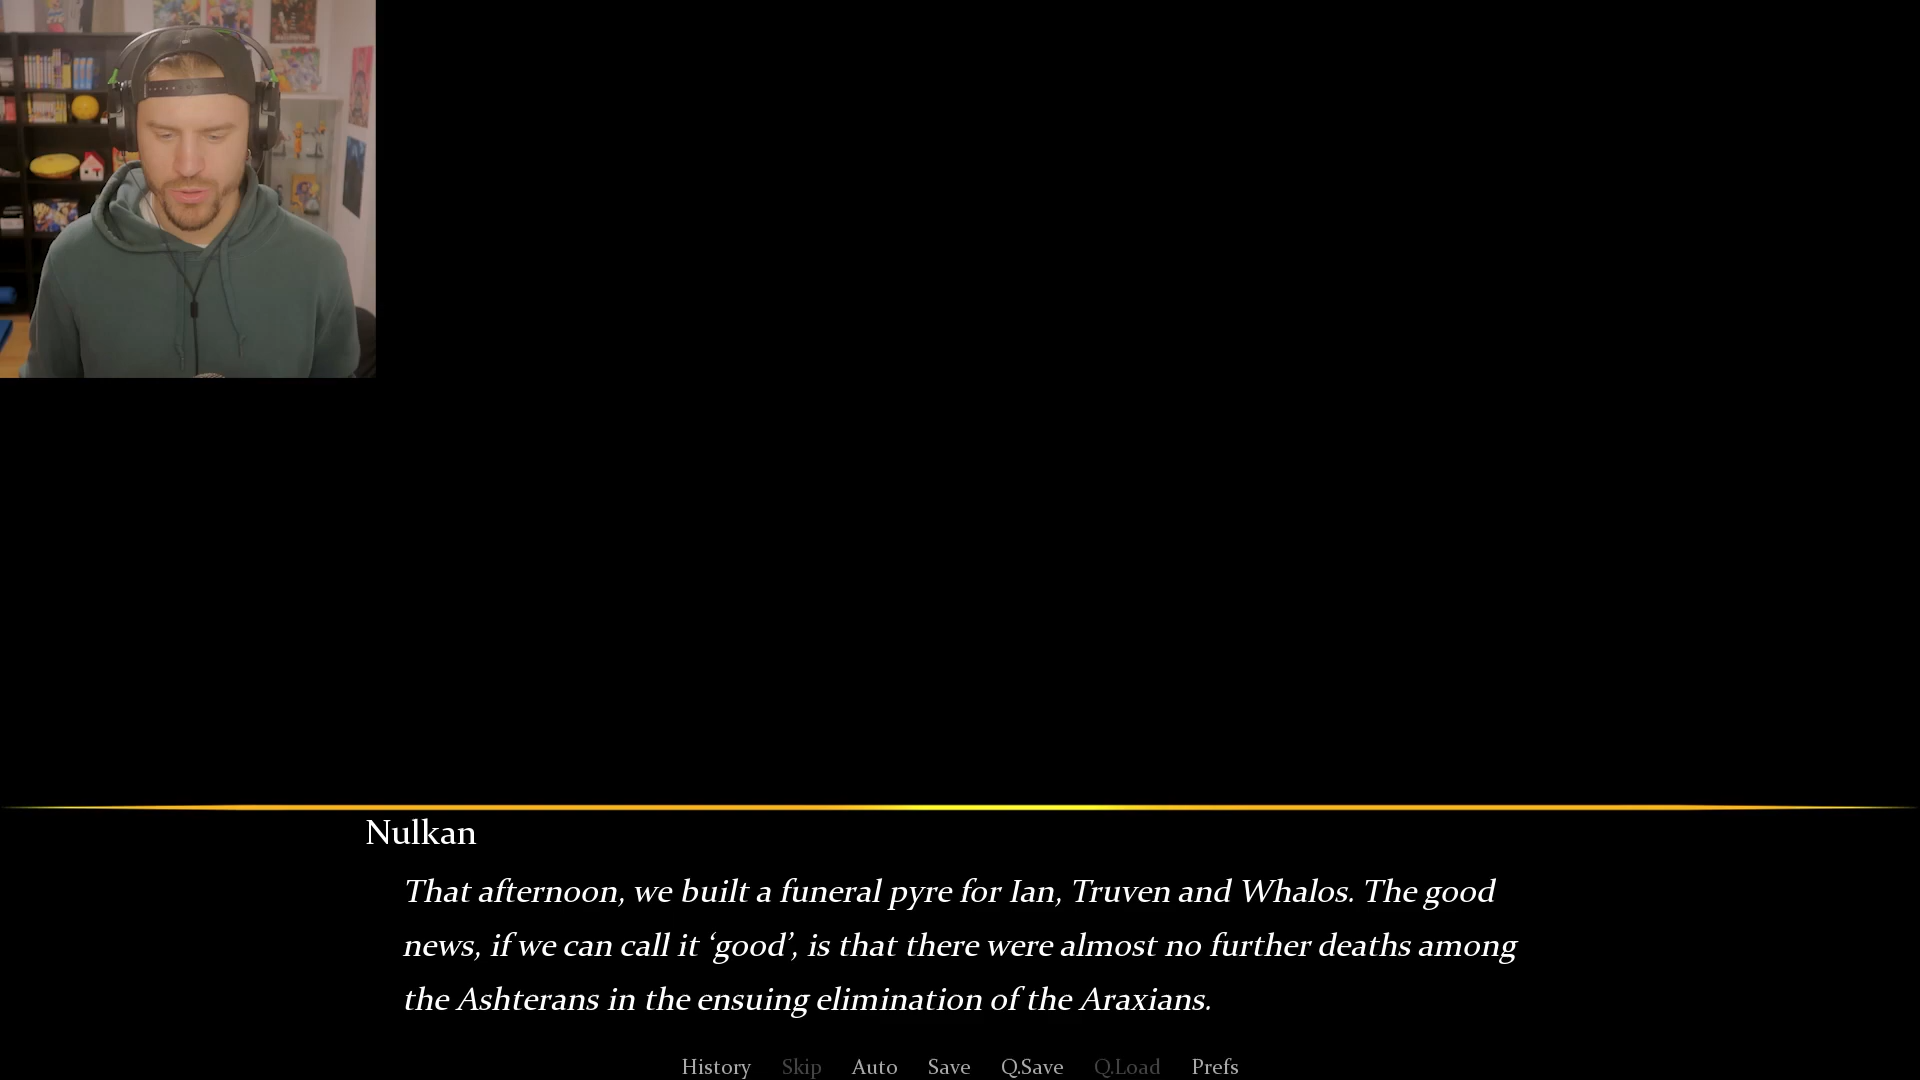 Nulkan
That afternoon, we built a funeral pyre for Ian, Truven and Whalos. The good
news, if we can call it ‘good’, is that there were almost no further deaths among
the Ashterans in the ensuing elimination of the Araxians.
History Skip Auto Save Q.Save Q.Load Prefs